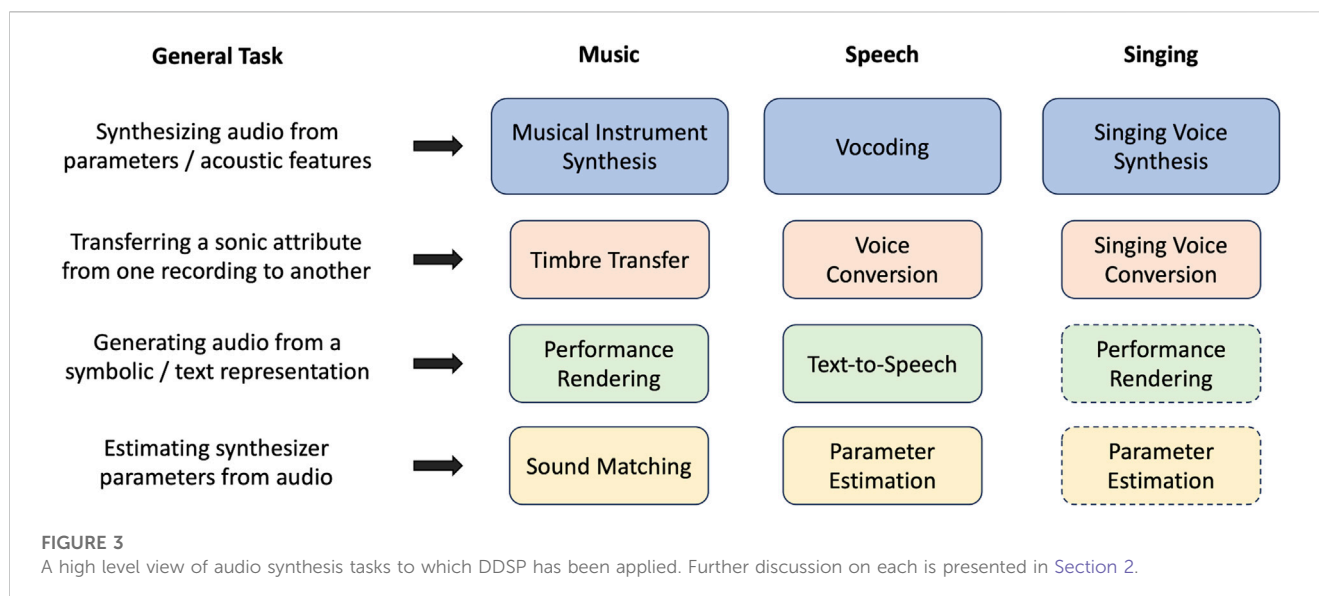 General Task
Music
Speech
Singing
Synthesizing audio from
parameters / acoustic features
Musical Instrument
Synthesis
Vocoding
Singing Voice
Synthesis
Transferring a sonic attribute
from one recording to another
Timbre Transfer
Voice
Conversion
Singing Voice
Conversion
Generating audio from a
symbolic / text representation
Performance
Rendering
Text-to-Speech
Performance
Rendering
Estimating synthesizer
parameters from audio
Sound Matching
Parameter
Estimation
Parameter
Estimation
FIGURE 3
A high level view of audio synthesis tasks to which DDSP has been applied. Further discussion on each is presented in Section 2.